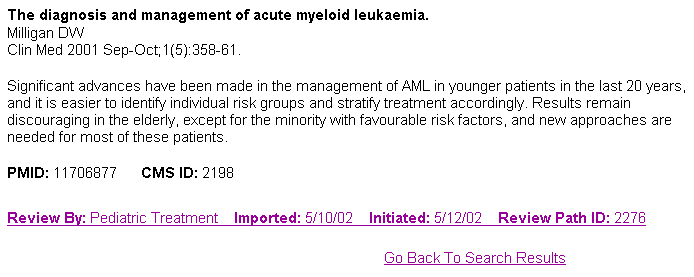 The diagnosis and management of acute myeloid leukaemia.
Milligan DW
Clin Med 2001 Sep-Oct;1(5):358-61.
Significant advances have been made in the management of AML in younger patients in the last 20 years,
and it is easier to identify individual risk groups and stratify treatment accordingly. Results remain
discouraging in the elderly, except for the minority with favourable risk factors, and new approaches are
needed for most of these patients.
PMID: 11706877 CMS ID: 2198
Review By: Pediatric Treatment Imported: 5/10/02 Initiated: 5/12/02 Review Path ID: 2276
Go Back To Search Results